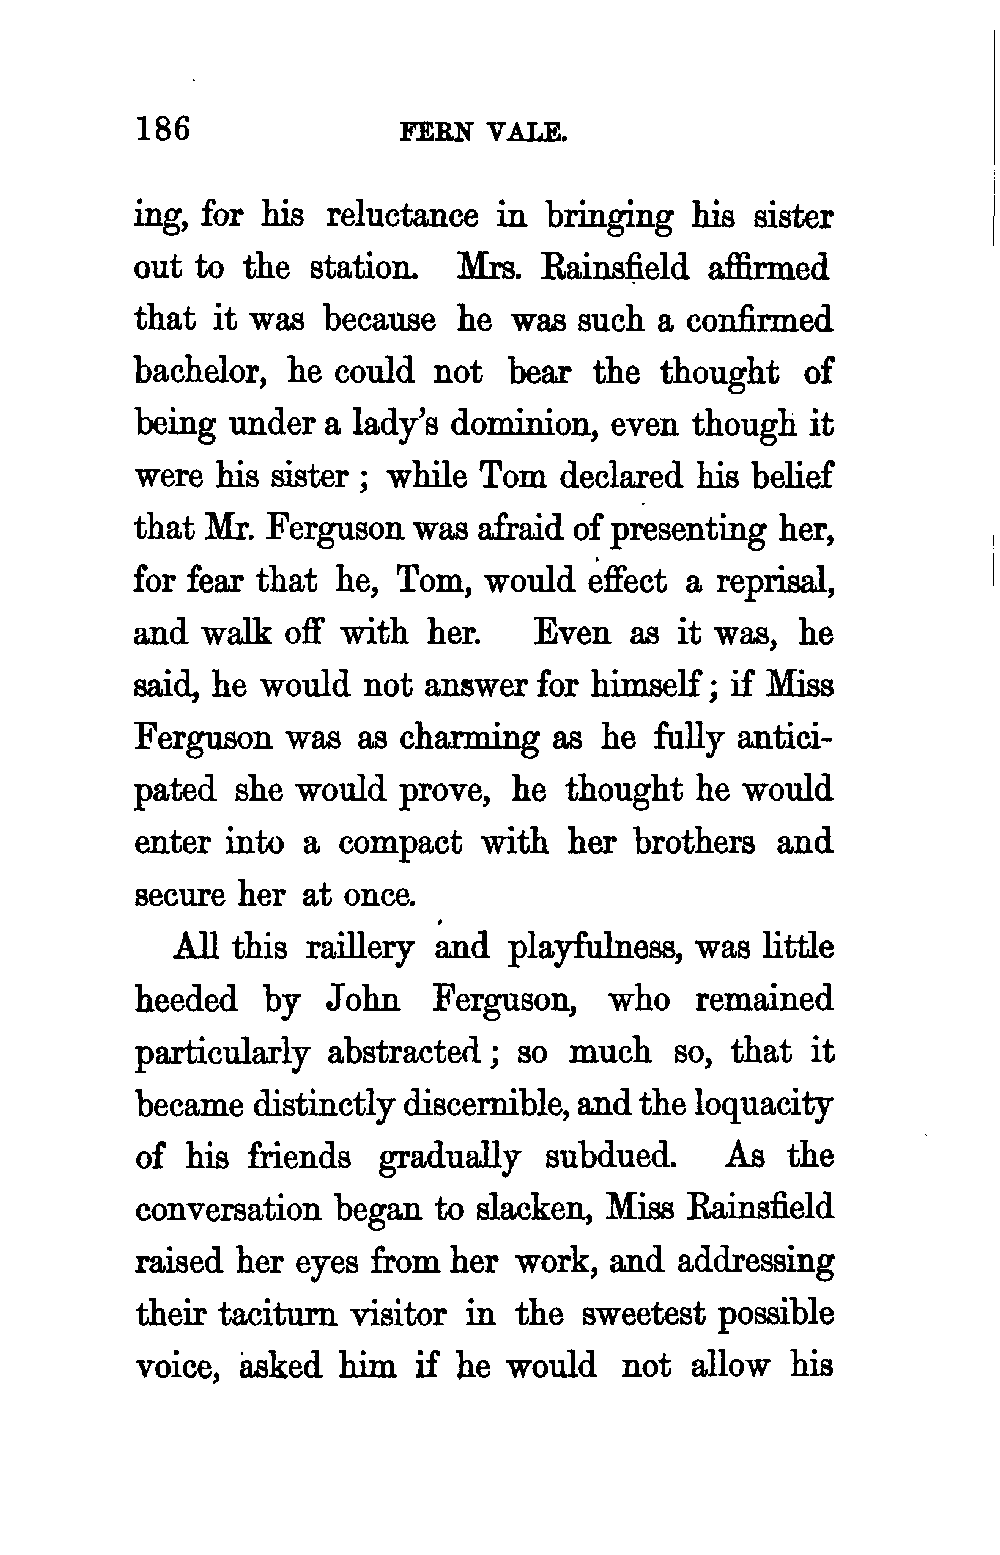 186 FERN VALE.
ing, for his reluctance in bringing his sister
out to the station. Mrs. Rainsfield affirmed
that it was because he was such a confirmed
bachelor, he could not bear the thought of
being under a lady's dominion, even though it
were his sister ; while Tom declared his belief
that Mr. Ferguson was afraid of presenting her,
for fear that he, Tom, would effect a reprisal,
and walk off with her. Even as it was, he
said, he would not answer for himself ; if Miss
Ferguson was as charming as he fully antici-
pated she would prove, he thought he would
enter into a compact with her brothers and
secure her at once.
All this raillery and playfulness, was little
heeded by John Ferguson, who remained
particularly abstracted ; so much so, that it
became distinctly discernible, and the loquacity
of his friends gradually subdued. As the
conversation began to slacken, Miss Rainsfield
raised her eyes from her work, and addressing
their taciturn visitor in the sweetest possible
voice, asked him if he would not allow his